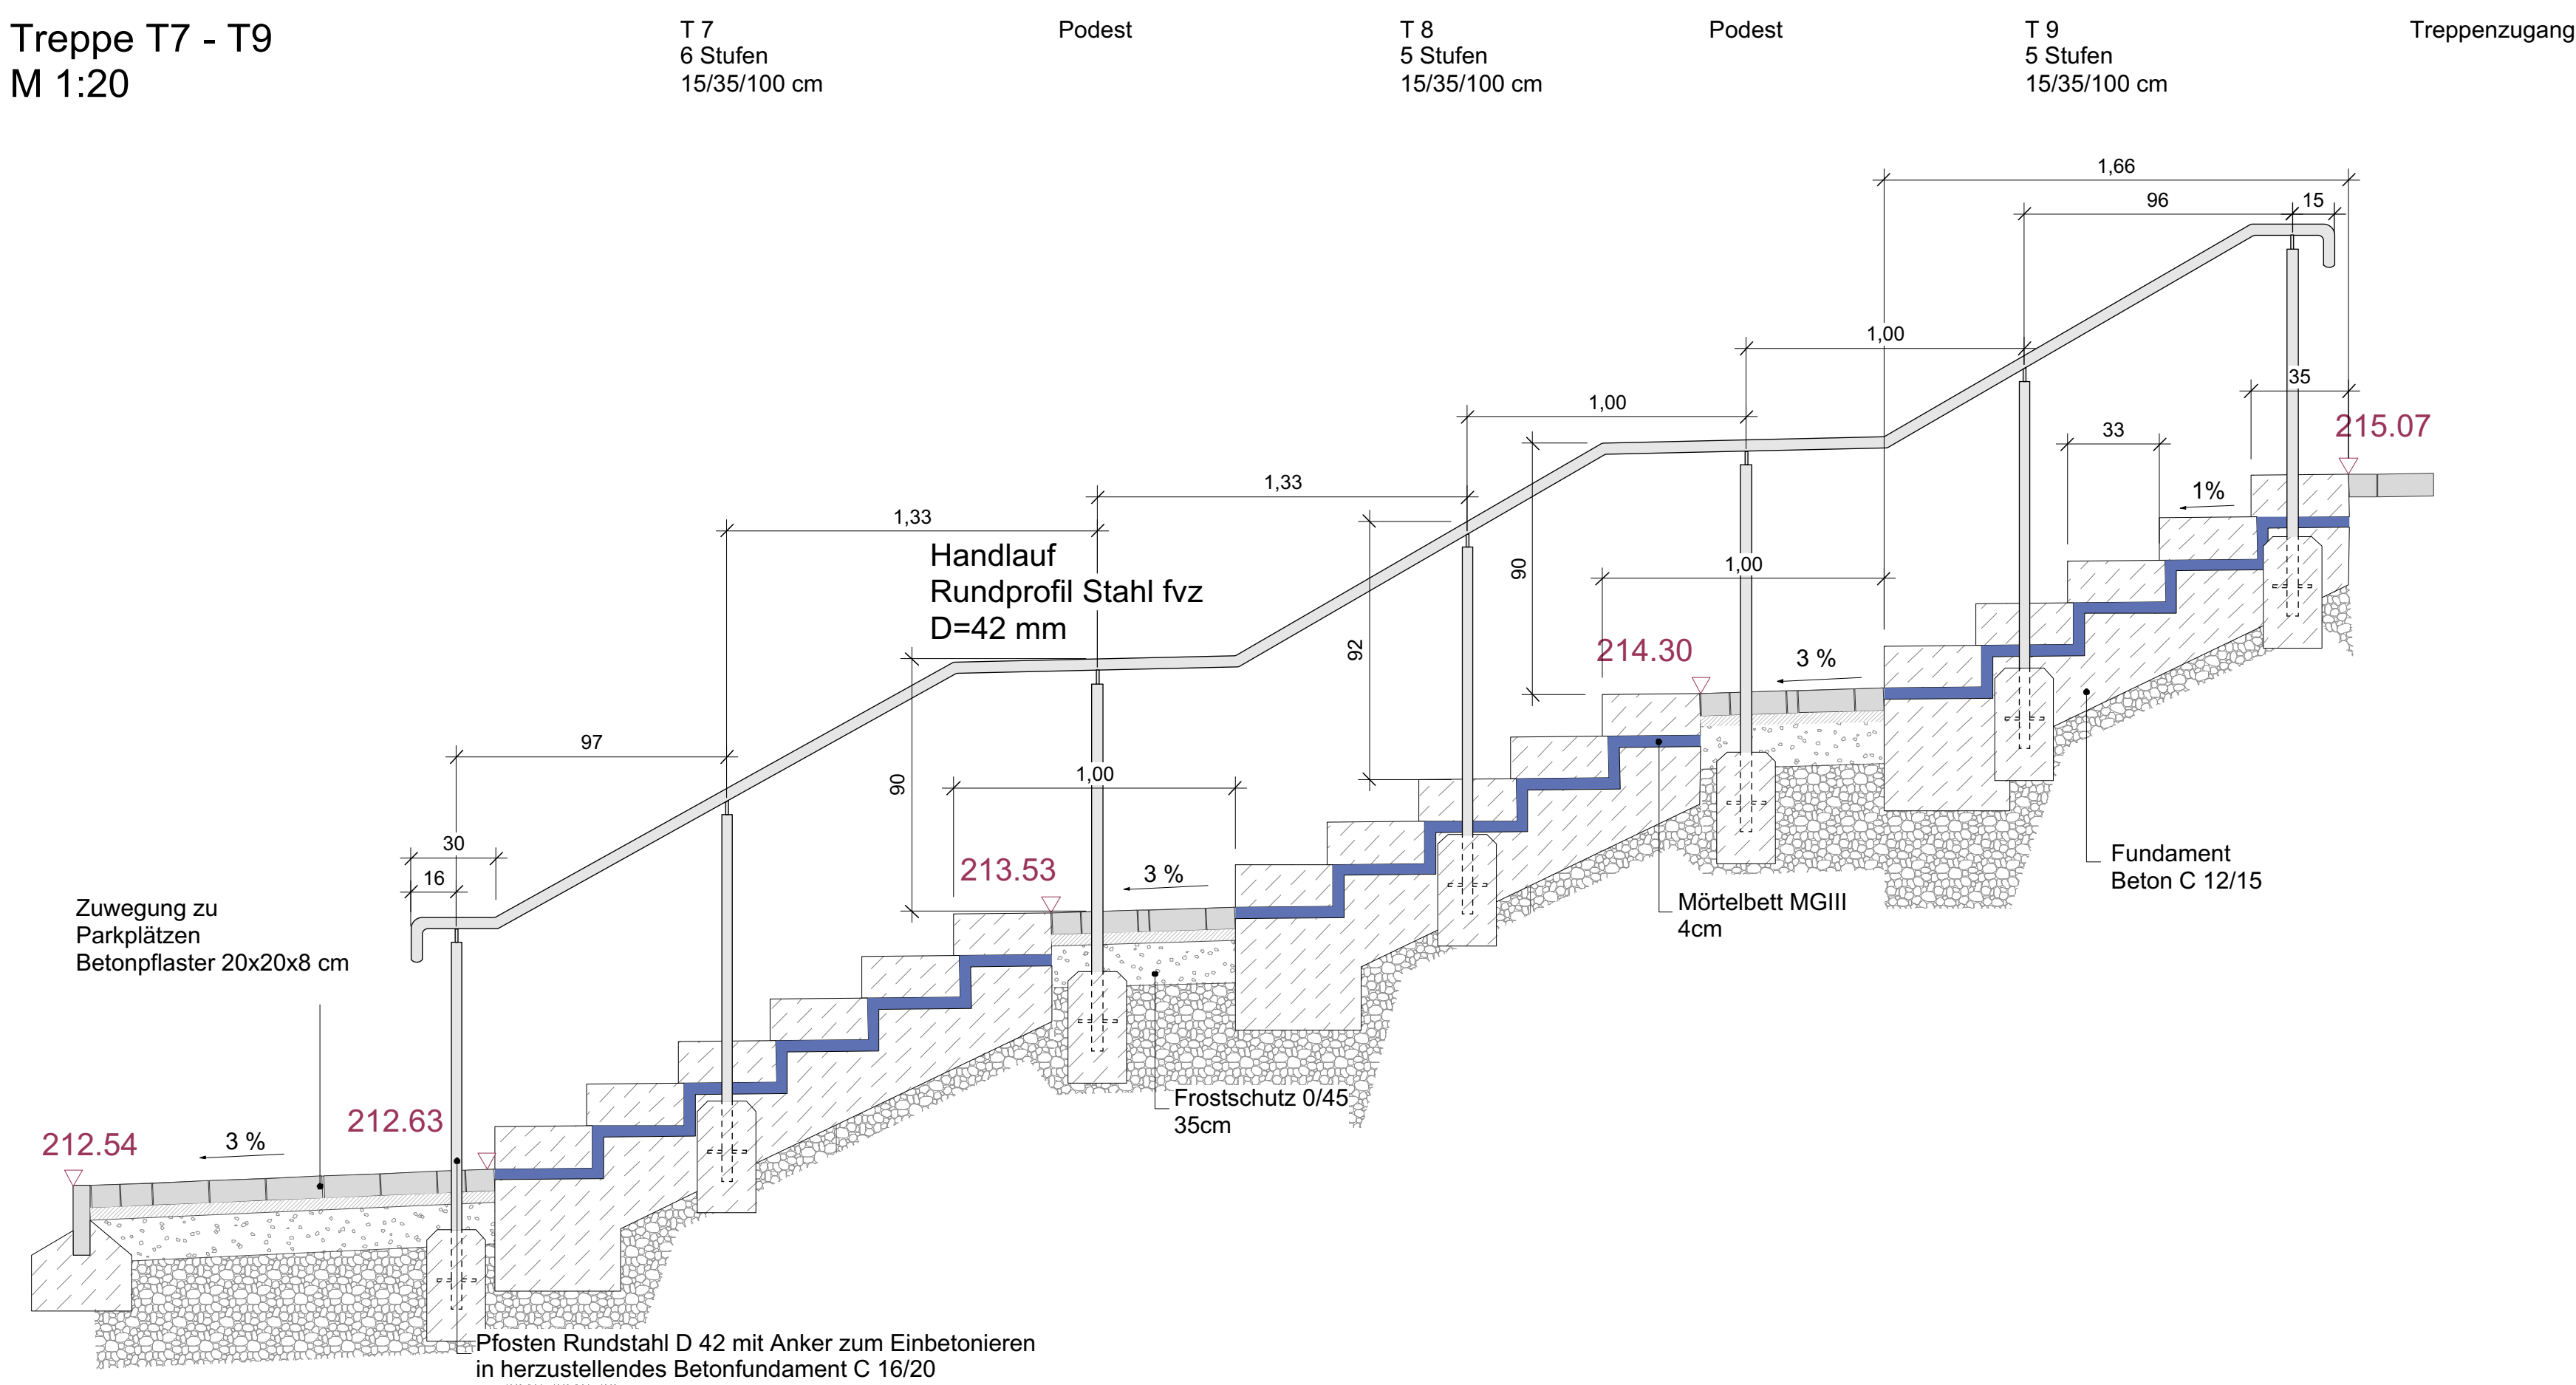 Treppe T7 - T9
M 1:20
T 7
6 Stufen
15/35/100 cm
Podest
T 8
5 Stufen
15/35/100 cm
Podest
T 9
5 Stufen
15/35/100 cm
Treppenzugang
1,66
96
15
1,00
35
1,00
215.07
33
1%
1,33
1,33
Handlauf
Rundprofil Stahl fvz
D=42 mm
90
1,00
92
214.30
3 %
97
90
1,00
30
16
213.53
3 %
Fundament
Beton C 12/15
Mörtelbett MGIII
4cm
Zuwegung zu
Parkplätzen
Betonpflaster 20x20x8 cm
Frostschutz 0/45
35cm
212.63
212.54
3 %
Pfosten Rundstahl D 42 mit Anker zum Einbetonieren
in herzustellendes Betonfundament C 16/20